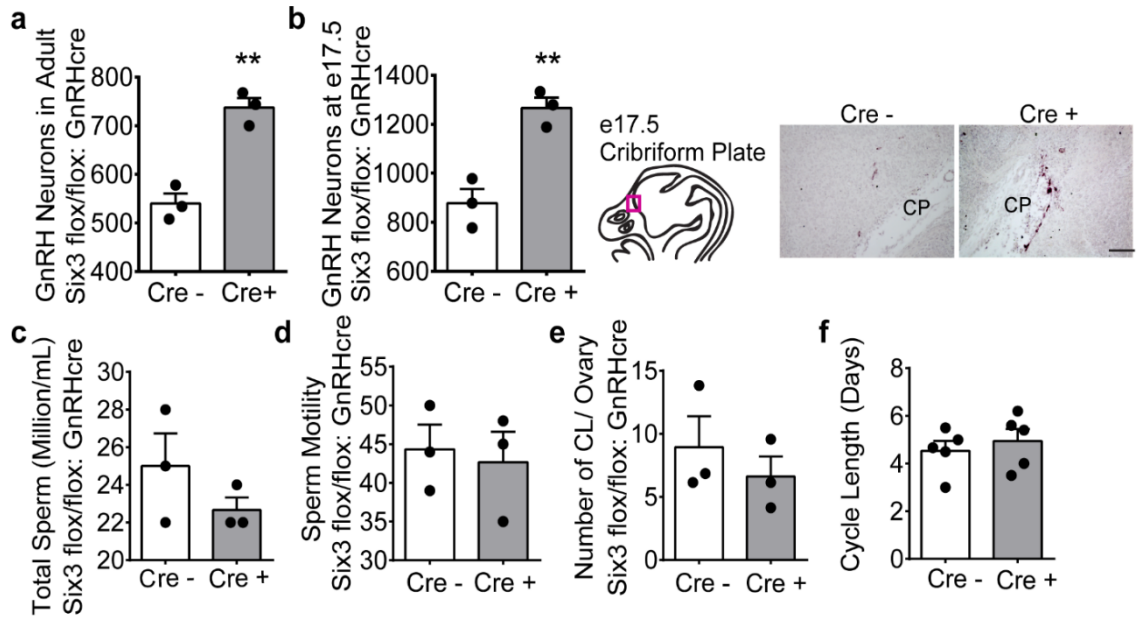 a
GnRH Neurons in Adult
Six3 flox/flox: GnRHcre
800
700
600
500
400
**
Cre -
Cre+
b
GnRH Neurons at e17.5
Six3 flox/flox: GnRHcre
1400
1200
1000
800
600
**
Cre -
Cre +
e17.5
Cribriform Plate
Cre -
Cre +
CP
CP
c
Total Sperm (Million/mL)
Six3 flox/flox: GnRHcre
30
28
26
24
22
20
Cre -
Cre +
d
Sperm Motility
Six3 flox/flox: GnRHcre
55
50
45
40
35
30
Cre -
Cre +
e
Number of CL/ Ovary
Six3 flox/flox: GnRHcre
15
10
5
0
Cre -
Cre +
f
Cycle Length (Days)
8
6
4
2
0
Cre -
Cre +